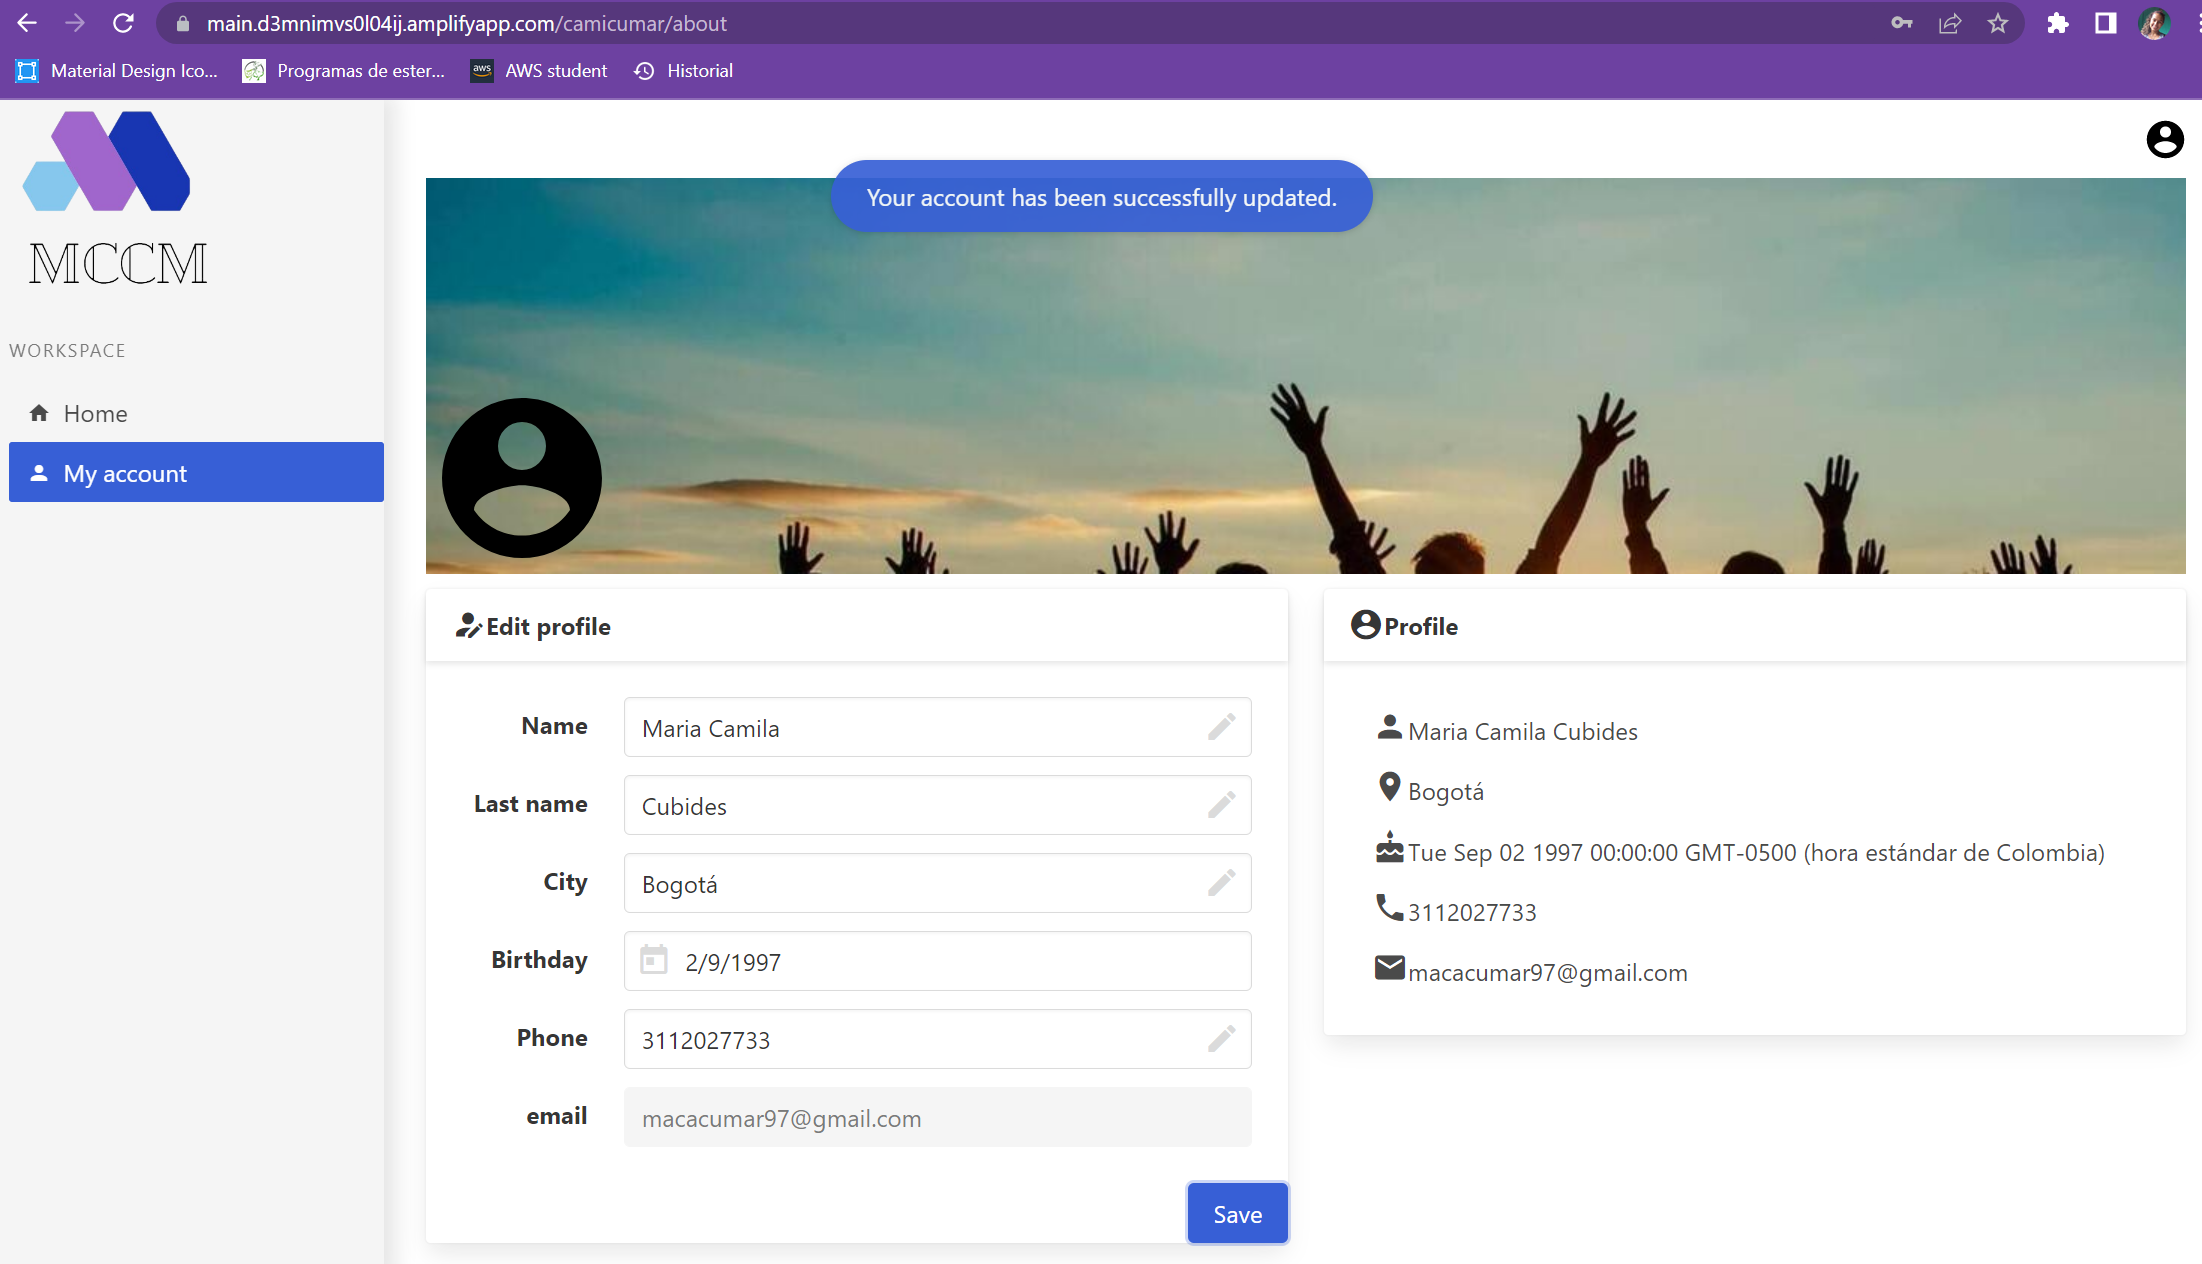 main.d3mnimvs0l04ij.amplifyapp.com/camicumar/about
Material Design Ico...
Programas de ester...
aws
AWS student
Historial
MCCM
Your account has been successfully updated.
WORKSPACE
Home
My account
Edit profile
Name
Maria Camila
Last name
Cubides
City
Bogotá
Birthday
2/9/1997
Phone
3112027733
email
macacumar97@gmail.com
Save
Profile
Maria Camila Cubides
Bogotá
Tue Sep 02 1997 00:00:00 GMT-0500 (hora estándar de Colombia)
3112027733
macacumar97@gmail.com